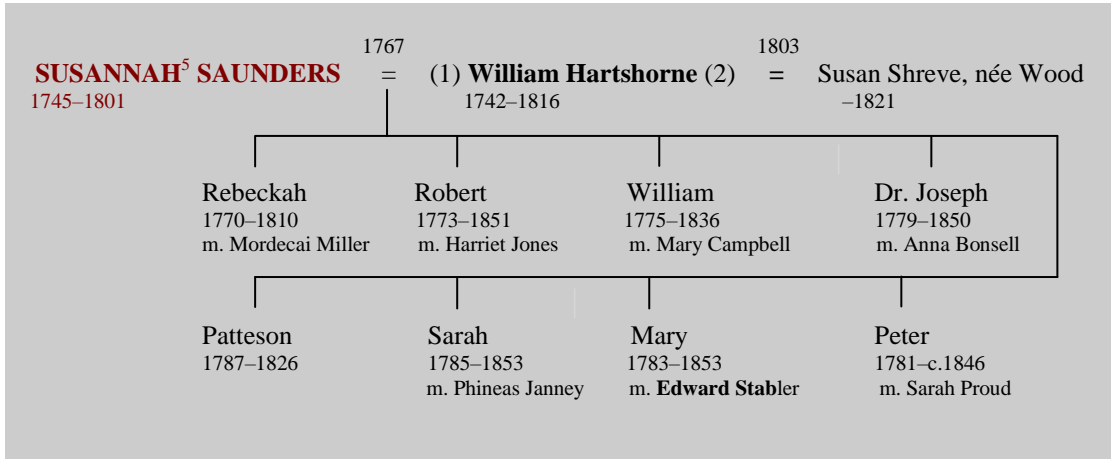 1767 1803
SUSANNAH⁵ SAUNDERS = (1) William Hartshorne (2) = Susan Shreve, née Wood
1745–1801 1742–1816 –1821
Rebeckah Robert William Dr. Joseph
1770–1810 1773–1851 1775–1836 1779–1850
m. Mordecai Miller m. Harriet Jones m. Mary Campbell m. Anna Bonsell
Patteson Sarah Mary Peter
1787–1826 1785–1853 1783–1853 1781–c.1846
m. Phineas Janney m. Edward Stabler m. Sarah Proud